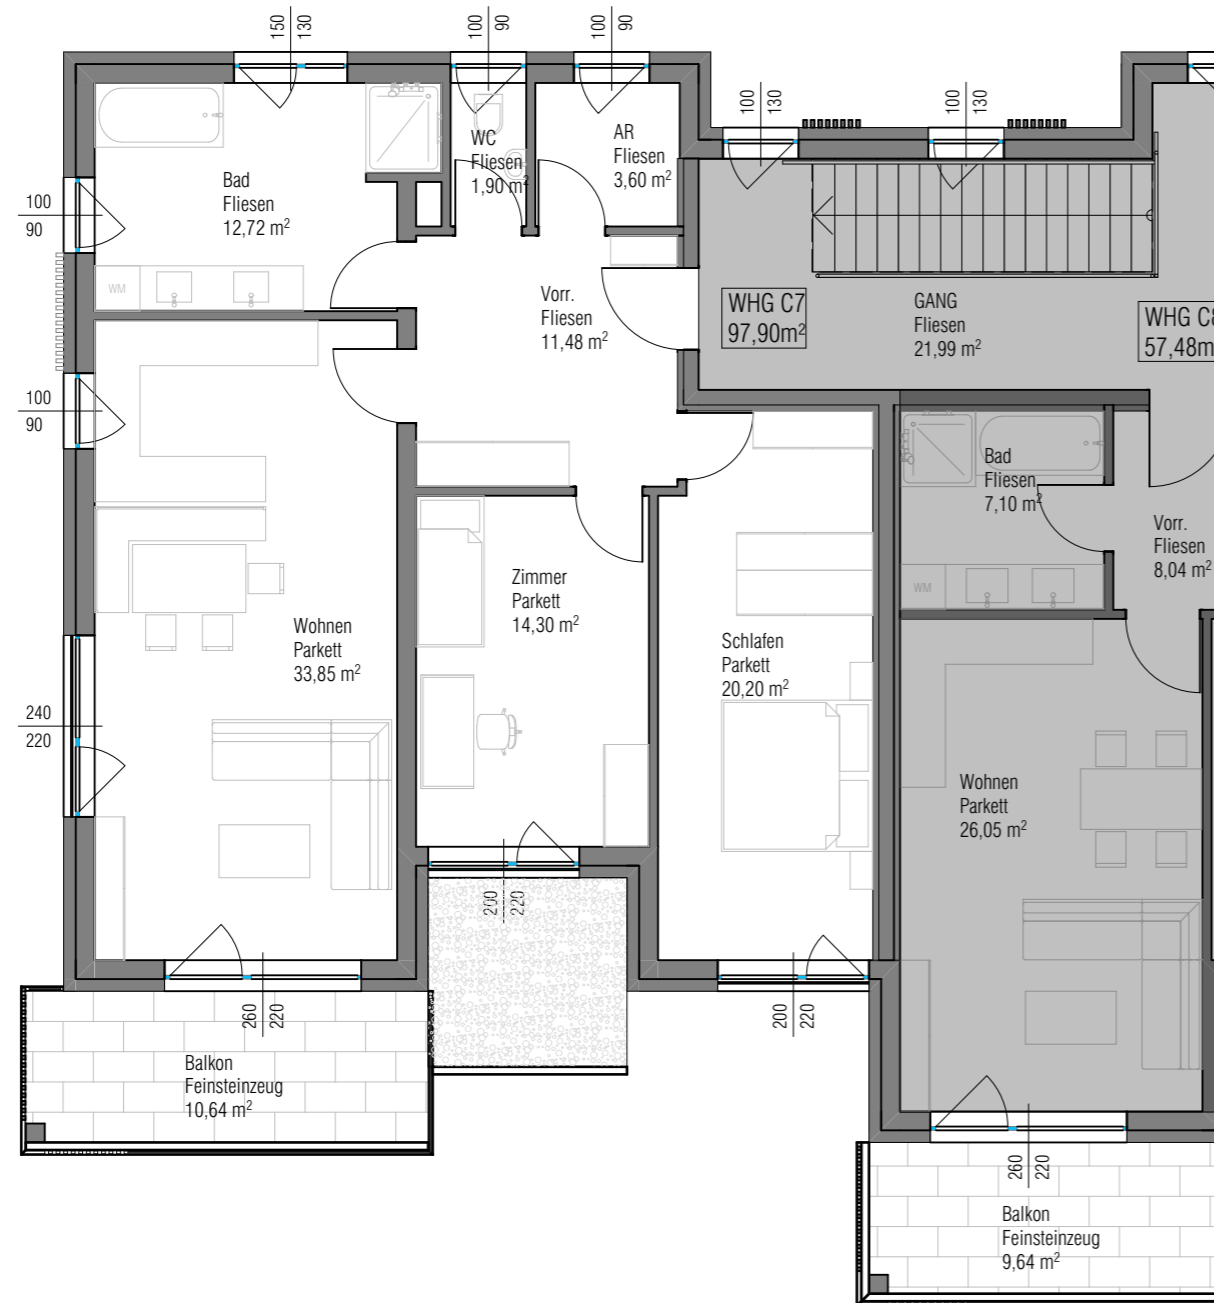 150
130
100
90
100
90
100
130
100
130
WC
Fliesen
1,90 m²
AR
Fliesen
3,60 m²
Bad
Fliesen
12,72 m²
100
90
WM
Vorr.
Fliesen
11,48 m²
WHG C7
97,90m²
GANG
Fliesen
21,99 m²
WHG C8
57,48m
100
90
Bad
Fliesen
7,10 m²
Vorr.
Fliesen
8,04 m²
WM
Zimmer
Parkett
14,30 m²
Wohnen
Parkett
33,85 m²
Schlafen
Parkett
20,20 m²
240
220
Wohnen
Parkett
26,05 m²
200
220
260
220
200
220
Balkon
Feinsteinzeug
10,64 m²
260
220
Balkon
Feinsteinzeug
9,64 m²